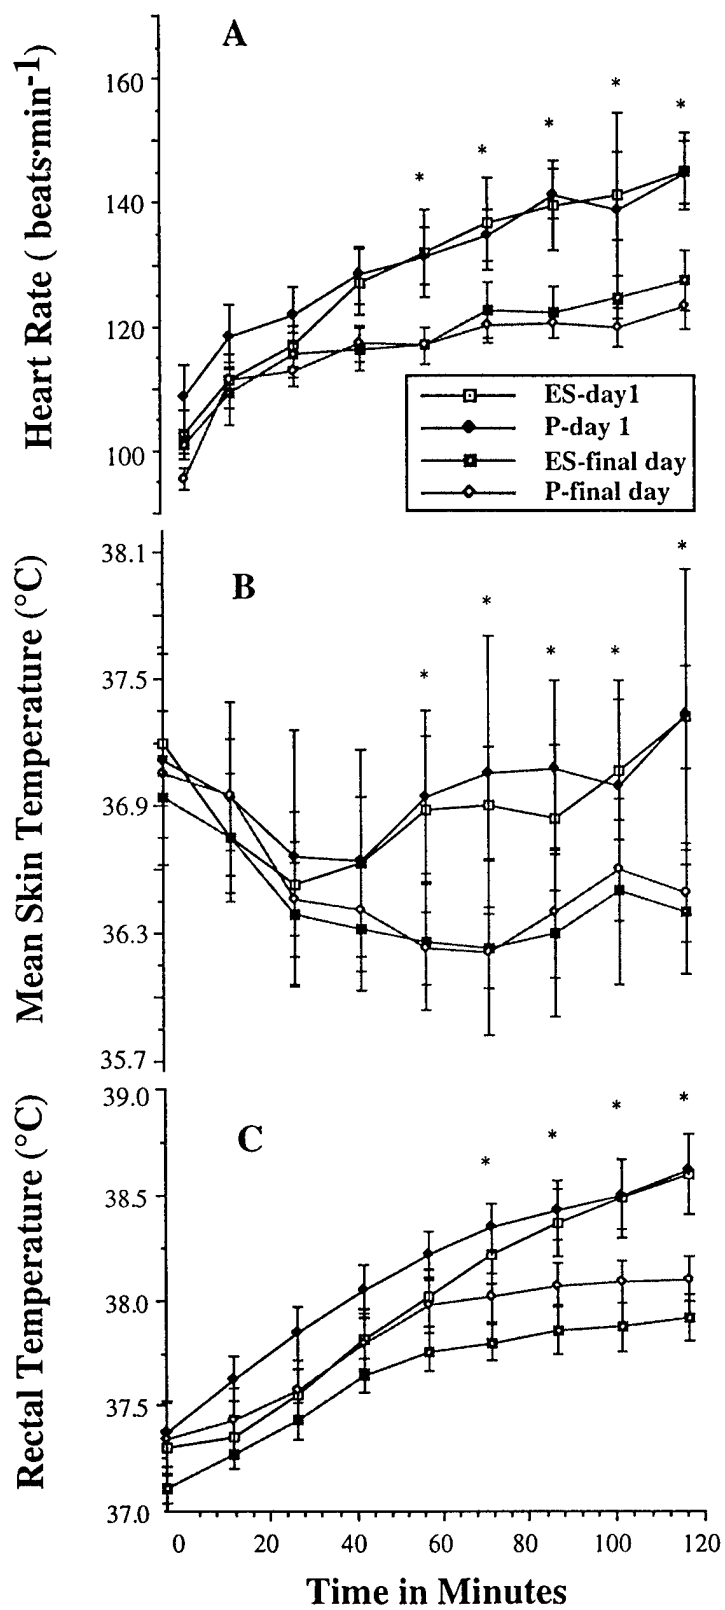 A
Heart Rate ( beats·min-1)
160
140
120
100
*
*
*
*
*
ES-day1
P-day 1
ES-final day
P-final day
B
Mean Skin Temperature (°C)
38.1
37.5
36.9
36.3
35.7
*
*
*
*
*
C
Rectal Temperature (°C)
39.0
38.5
38.0
37.5
37.0
*
*
*
*
0 20 40 60 80 100 120
Time in Minutes